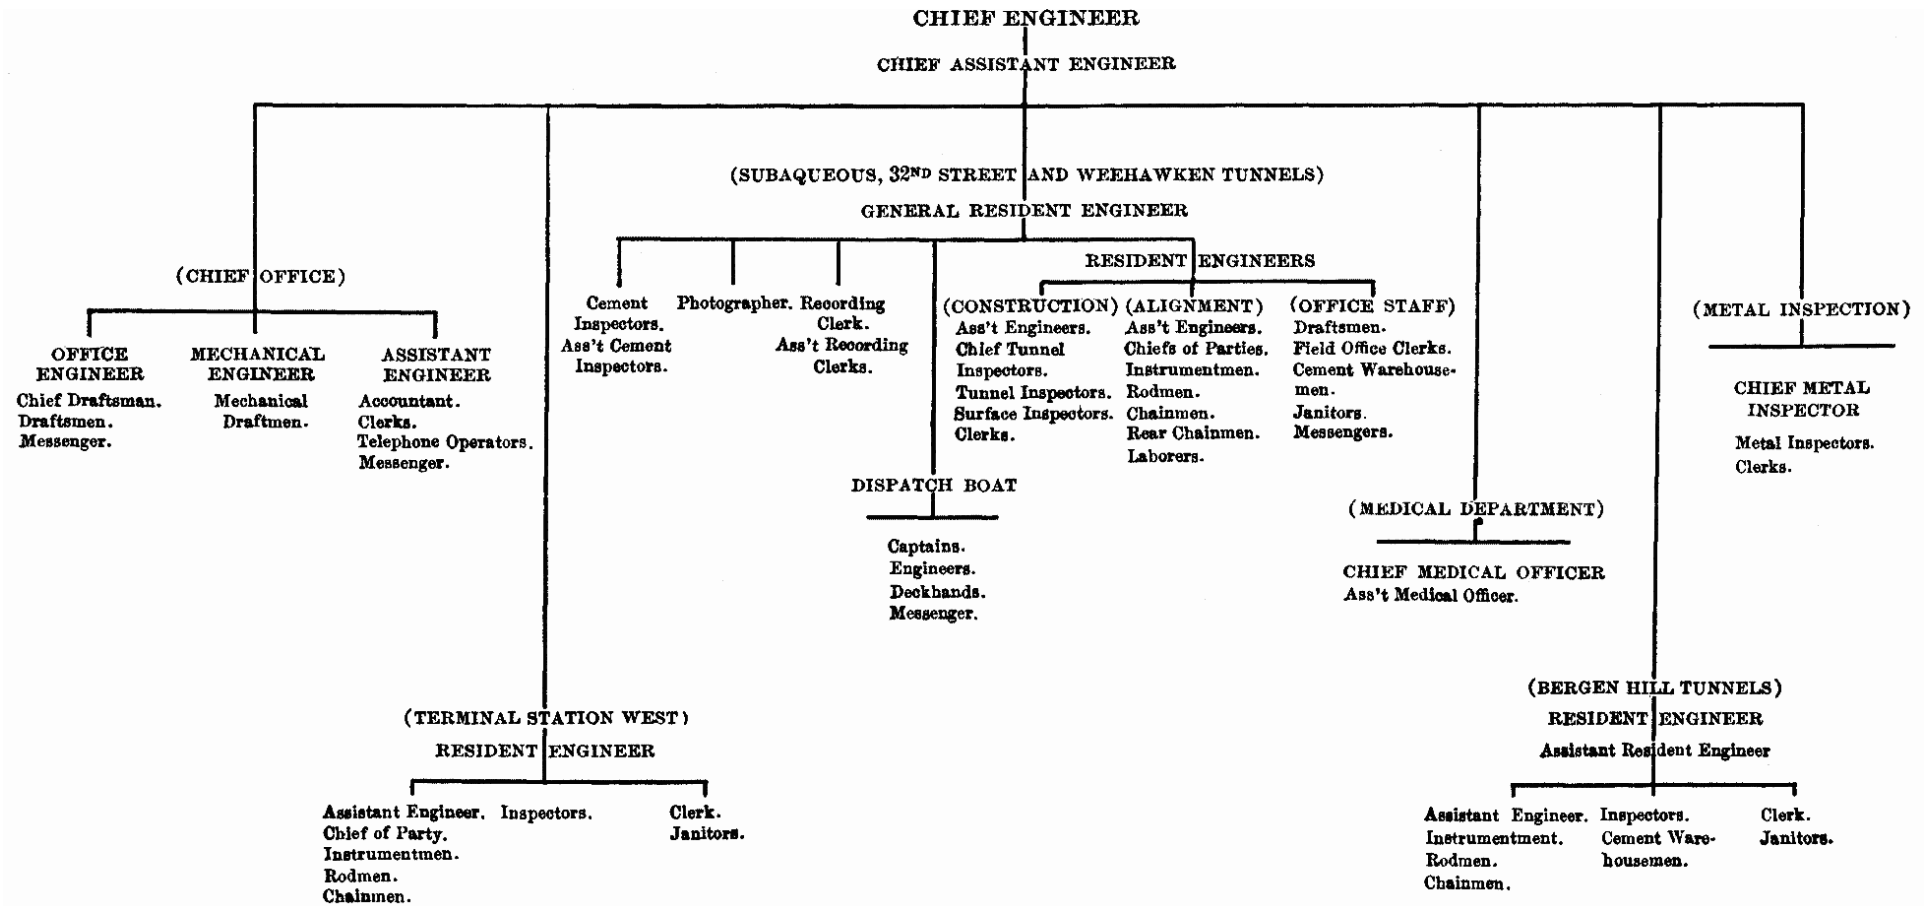 CHIEF ENGINEER
CHIEF ASSISTANT ENGINEER
(SUBAQUEOUS, 32ND STREET AND WEEHAWKEN TUNNELS)
GENERAL RESIDENT ENGINEER
(CHIEF OFFICE)
OFFICE
ENGINEER
Chief Draftsman.
Draftsmen.
Messenger.
MECHANICAL
ENGINEER
Mechanical
Draftmen.
ASSISTANT
ENGINEER
Accountant.
Clerks.
Telephone Operators.
Messenger.
Cement
Inspectors.
Ass't Cement
Inspectors.
Photographer.
Recording
Clerk.
Ass't Recording
Clerks.
RESIDENT ENGINEERS
(CONSTRUCTION)
Ass't Engineers.
Chief Tunnel
Inspectors.
Tunnel Inspectors.
Surface Inspectors.
Clerks.
(ALIGNMENT)
Ass't Engineers.
Chiefs of Parties.
Instrumentmen.
Rodmen.
Chainmen.
Rear Chainmen.
Laborers.
(OFFICE STAFF)
Draftsmen.
Field Office Clerks.
Cement Warehouse-
men.
Janitors.
Messengers.
(METAL INSPECTION)
CHIEF METAL
INSPECTOR
Metal Inspectors.
Clerks.
DISPATCH BOAT
Captains.
Engineers.
Deckhands.
Messenger.
(MEDICAL DEPARTMENT)
CHIEF MEDICAL OFFICER
Ass't Medical Officer.
(TERMINAL STATION WEST)
RESIDENT ENGINEER
Assistant Engineer.
Chief of Party.
Instrumentmen.
Rodmen.
Chainmen.
Inspectors.
Clerk.
Janitors.
(BERGEN HILL TUNNELS)
RESIDENT ENGINEER
Assistant Resident Engineer
Assistant Engineer.
Instrumentment.
Rodmen.
Chainmen.
Inspectors.
Cement Ware-
housemen.
Clerk.
Janitors.